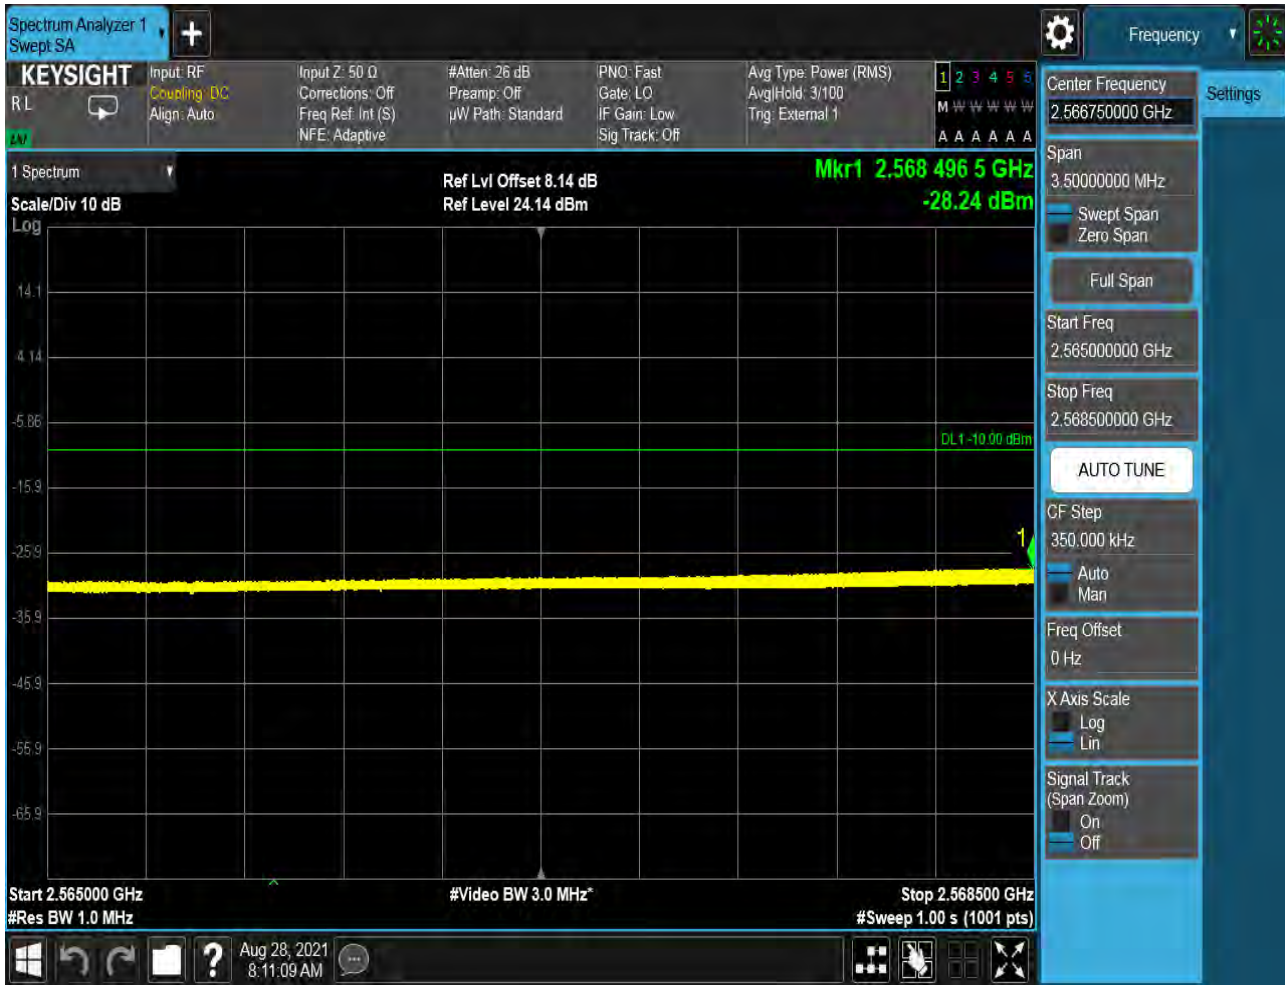 Spectrum Analyzer 1
Swept SA
+
Frequency
KEYSIGHT
R L
LXI
Input: RF
Coupling: DC
Align: Auto
Input Z: 50 Ω
Corrections: Off
Freq Ref: Int (S)
NFE: Adaptive
#Atten: 26 dB
Preamp: Off
µW Path: Standard
PNO: Fast
Gate: LO
IF Gain: Low
Sig Track: Off
Avg Type: Power (RMS)
Avg|Hold: 3/100
Trig: External 1
1 2 3 4 5 6
M W W W W W
A A A A A A
1 Spectrum
Scale/Div 10 dB
Log
Ref Lvl Offset 8.14 dB
Ref Level 24.14 dBm
Mkr1 2.568 496 5 GHz
-28.24 dBm
14.1
4.14
-5.86
DL1 -10.00 dBm
-15.9
1
-25.9
-35.9
-45.9
-55.9
-65.9
Start 2.565000 GHz
#Res BW 1.0 MHz
#Video BW 3.0 MHz*
Stop 2.568500 GHz
#Sweep 1.00 s (1001 pts)
Center Frequency
2.566750000 GHz
Settings
Span
3.50000000 MHz
Swept Span
Zero Span
Full Span
Start Freq
2.565000000 GHz
Stop Freq
2.568500000 GHz
AUTO TUNE
CF Step
350.000 kHz
Auto
Man
Freq Offset
0 Hz
X Axis Scale
Log
Lin
Signal Track
(Span Zoom)
On
Off
?
Aug 28, 2021
8:11:09 AM